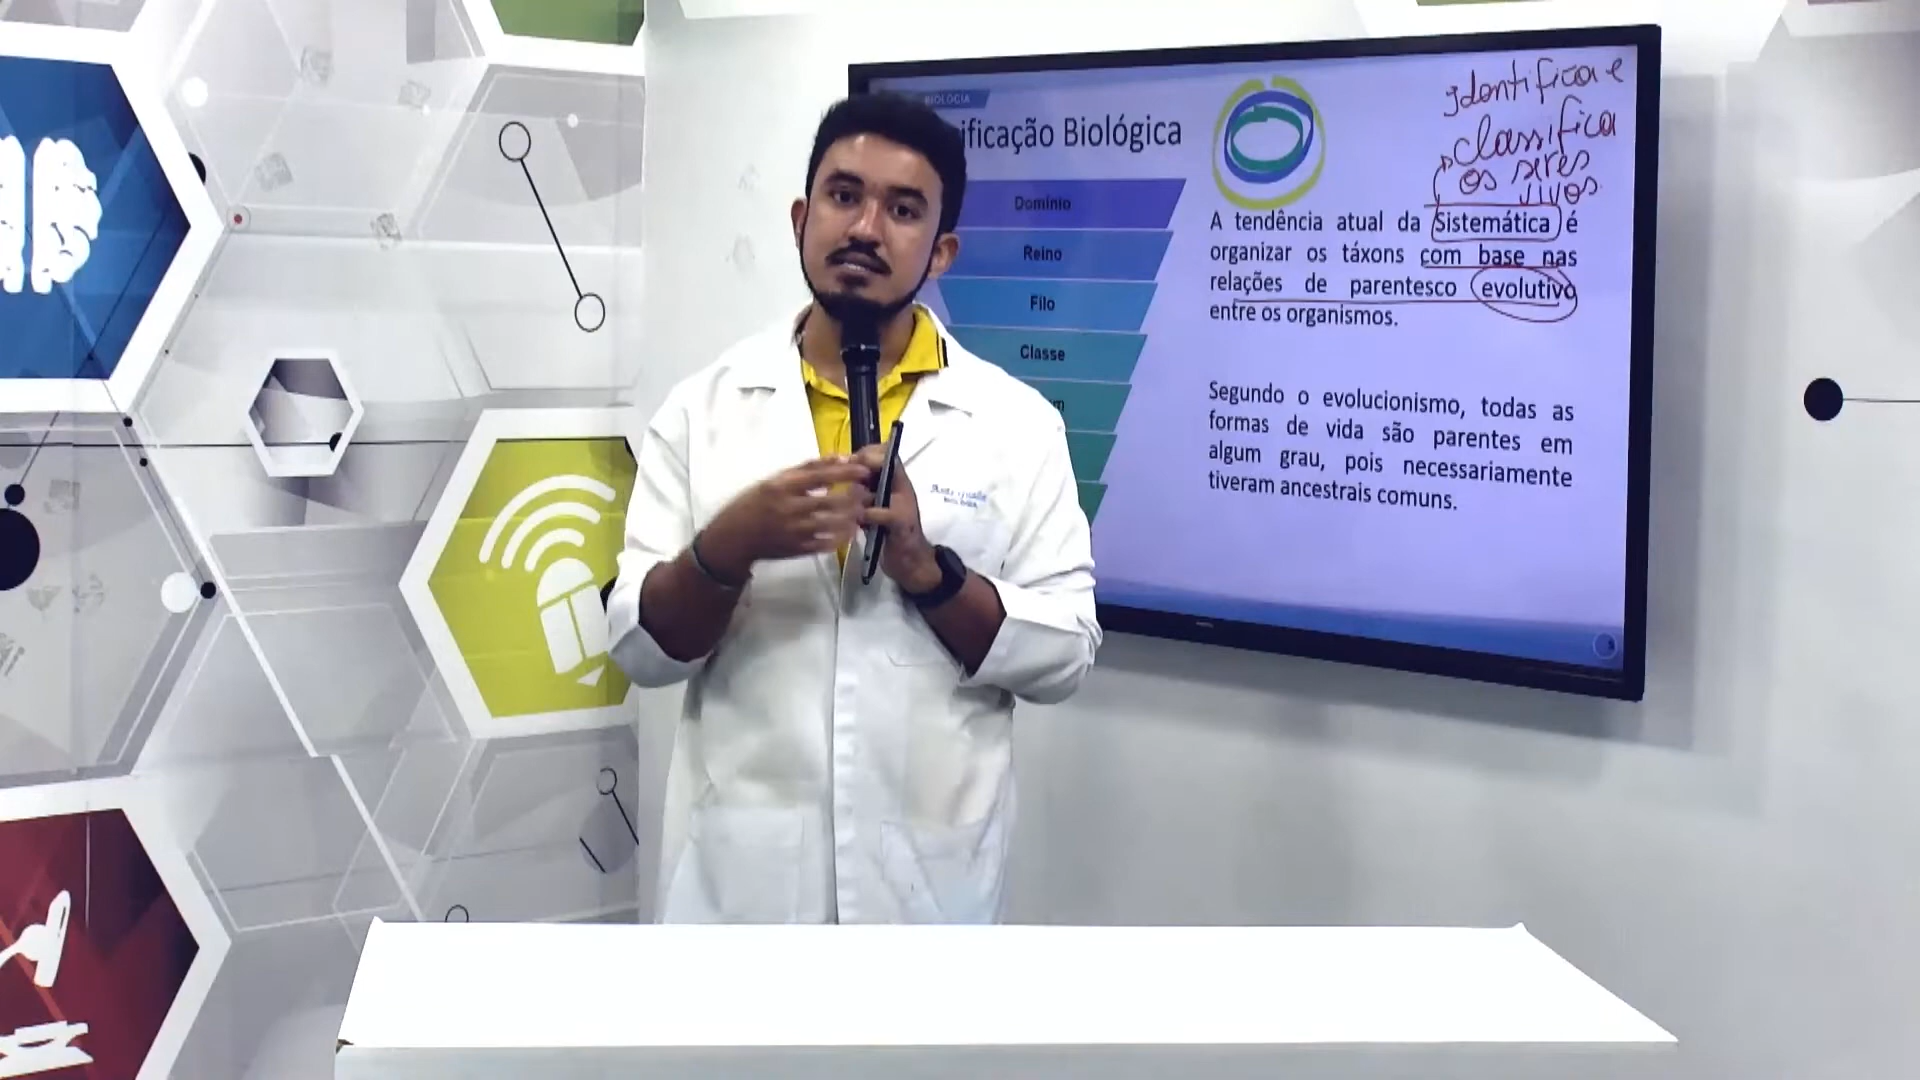 BIOLOGIA
ificação Biológica
Domínio
Reino
Filo
Classe
m
Identifica e
classifica
os seres
vivos.
A tendência atual da Sistemática é
organizar os táxons com base nas
relações de parentesco evolutivo
entre os organismos.
Segundo o evolucionismo, todas as
formas de vida são parentes em
algum grau, pois necessariamente
tiveram ancestrais comuns.